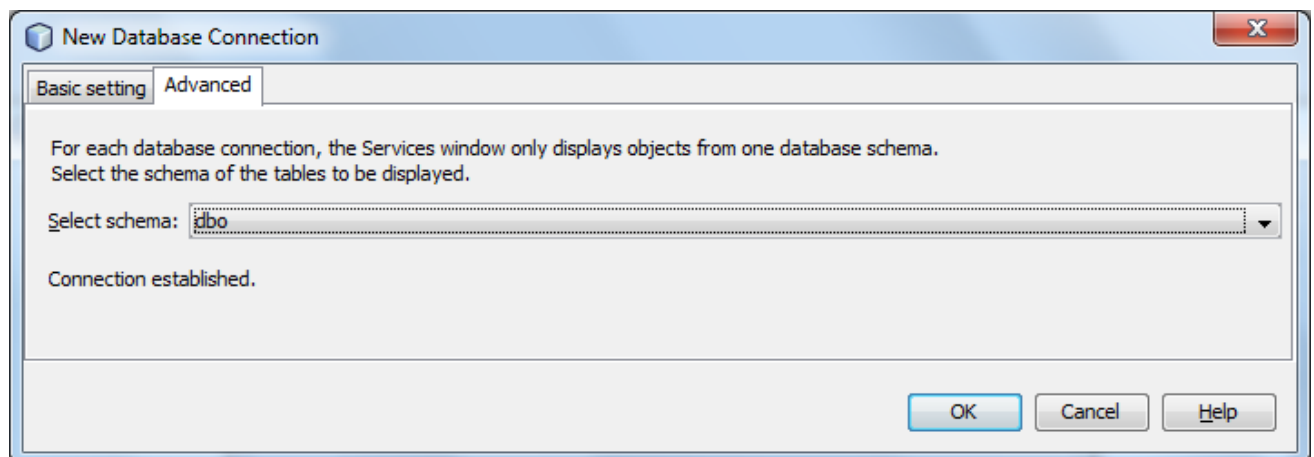 New Database Connection
Basic setting
Advanced
For each database connection, the Services window only displays objects from one database schema.
Select the schema of the tables to be displayed.
Select schema: dbo
Connection established.
OK Cancel Help